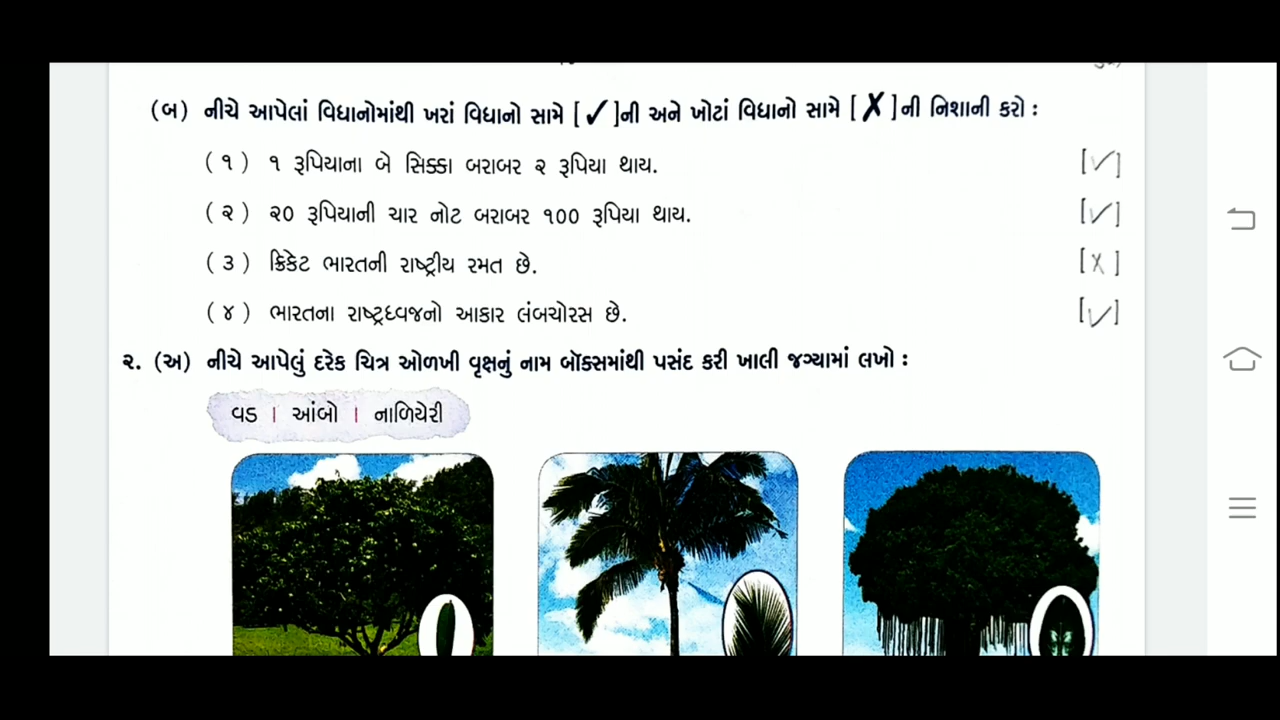 (બ) નીચે આપેલાં વિધાનોમાંથી ખરાં વિધાનો સામે [✓]ની અને ખોટાં વિધાનો સામે [✗]ની નિશાની કરો :
(૧) ૧ રૂપિયાના બે સિક્કા બરાબર ૨ રૂપિયા થાય. [✓]
(૨) ૨૦ રૂપિયાની ચાર નોટ બરાબર ૧૦૦ રૂપિયા થાય. [✓]
(૩) ક્રિકેટ ભારતની રાષ્ટ્રીય રમત છે. [✗]
(૪) ભારતના રાષ્ટ્રધ્વજનો આકાર લંબચોરસ છે. [✓]
૨. (અ) નીચે આપેલું દરેક ચિત્ર ઓળખી વૃક્ષનું નામ બૉક્સમાંથી પસંદ કરી ખાલી જગ્યામાં લખો :
વડ | આંબો | નાળિયેરી